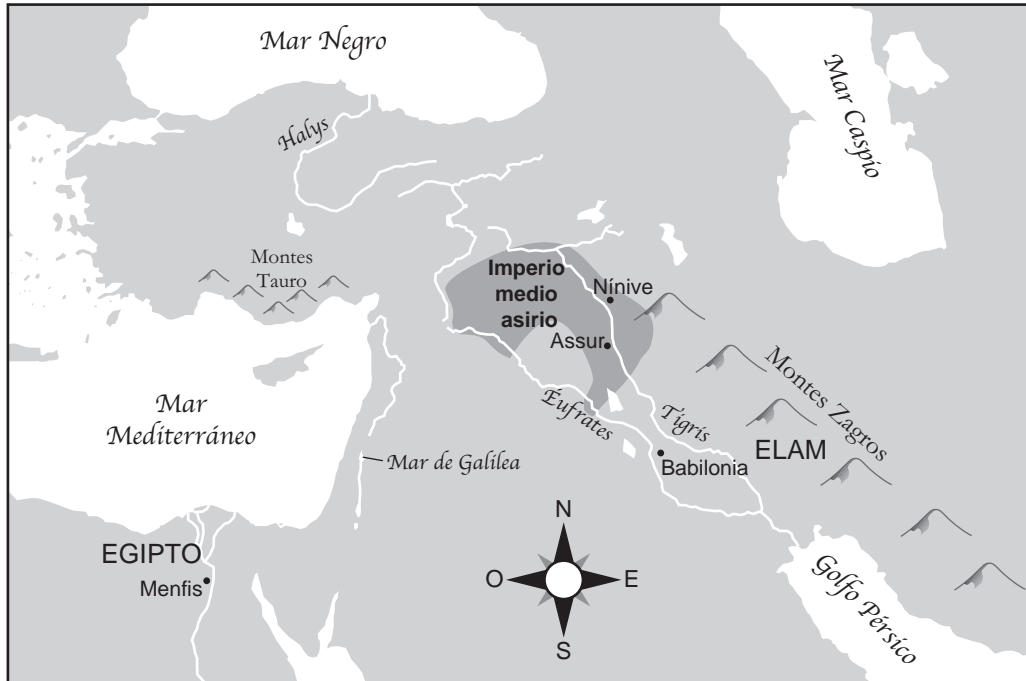 Mar Negro
Mar Caspio
Halys
Montes
Tauro
Imperio
medio
asirio
Nínive
Assur
Montes Zagros
Mar
Mediterráneo
Éufrates
Tigris
ELAM
Babilonia
Mar de Galilea
EGIPTO
Menfis
N
O
E
S
Golfo Pérsico